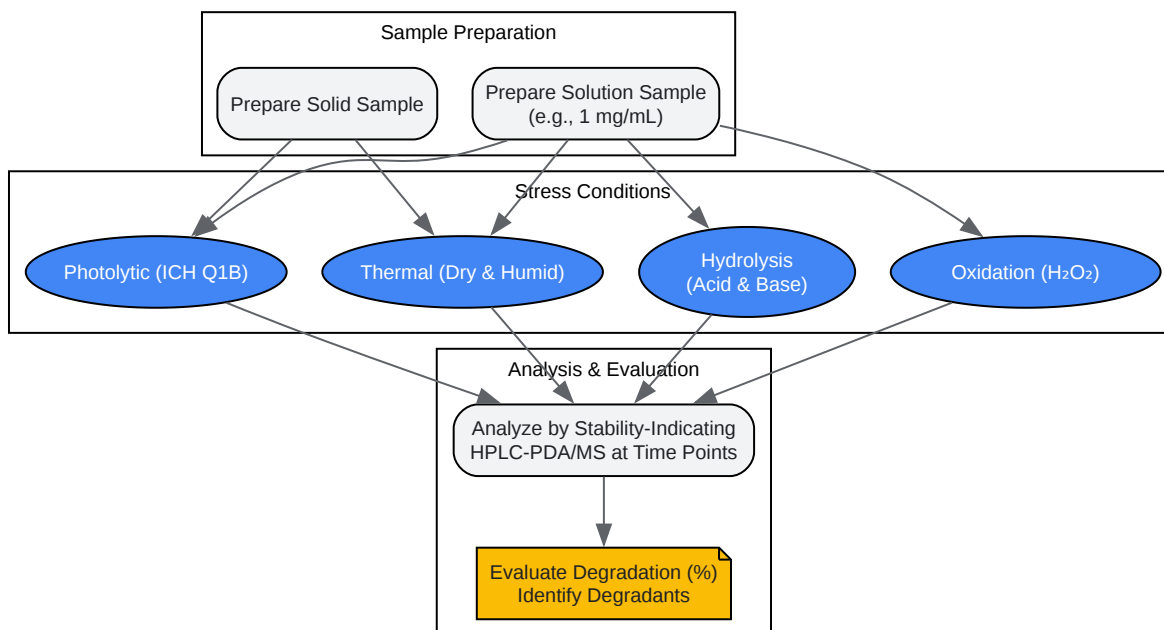 Sample Preparation
Prepare Solid Sample
Prepare Solution Sample
(e.g., 1 mg/mL)
Stress Conditions
Photolytic (ICH Q1B)
Thermal (Dry & Humid)
Hydrolysis
(Acid & Base)
Oxidation (H₂O₂)
Analysis & Evaluation
Analyze by Stability-Indicating
HPLC-PDA/MS at Time Points
Evaluate Degradation (%)
Identify Degradants